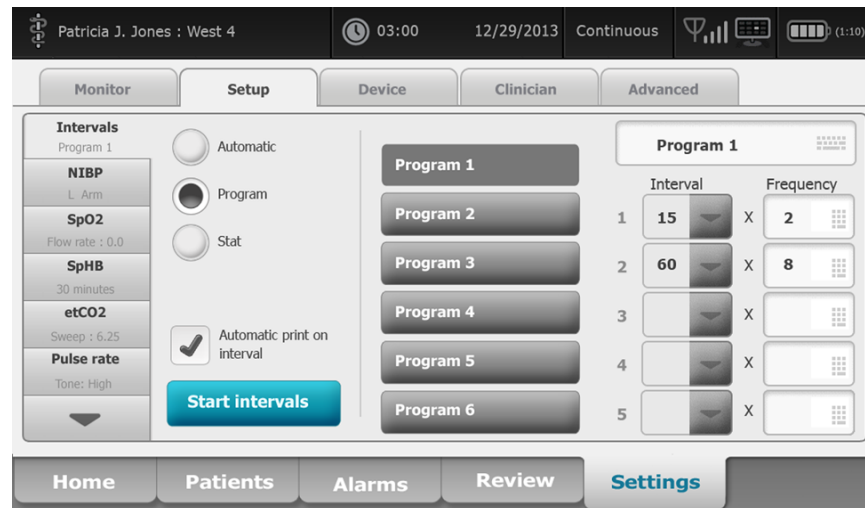 Patricia J. Jones : West 4
03:00
12/29/2013
Continuous
(1:10)
Monitor
Setup
Device
Clinician
Advanced
Intervals
Program 1
NIBP
L Arm
SpO2
Flow rate : 0.0
SpHB
30 minutes
etCO2
Sweep : 6.25
Pulse rate
Tone: High
Automatic
Program
Stat
Automatic print on
interval
Start intervals
Program 1
Program 2
Program 3
Program 4
Program 5
Program 6
Program 1
Interval Frequency
1 15 X 2
2 60 X 8
3 X
4 X
5 X
Home
Patients
Alarms
Review
Settings